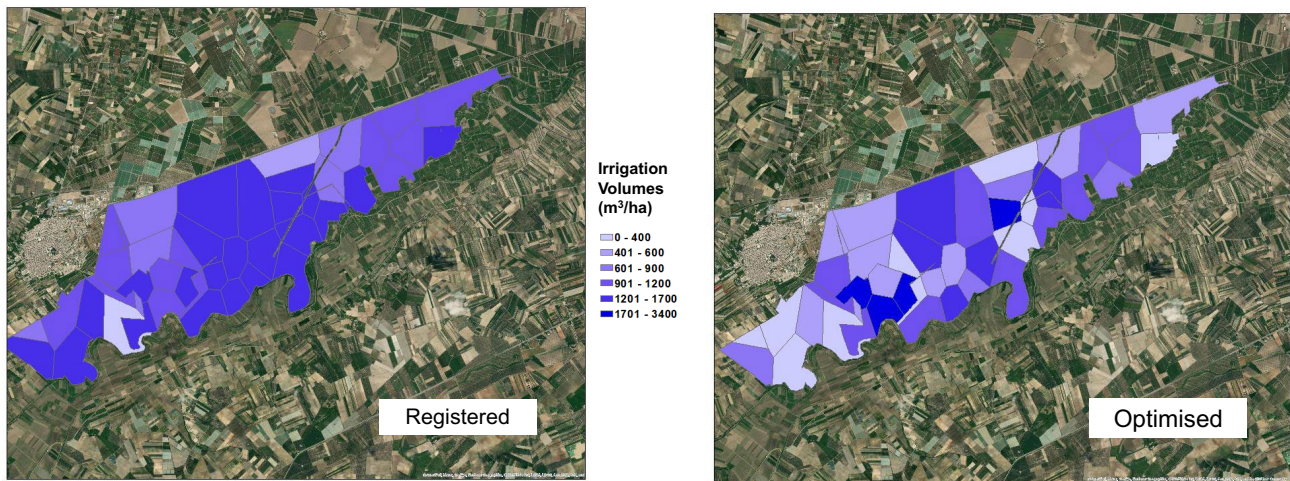 Irrigation
Volumes
(m³/ha)
0 - 400
401 - 600
601 - 900
901 - 1200
1201 - 1700
1701 - 3400
Registered
Optimised